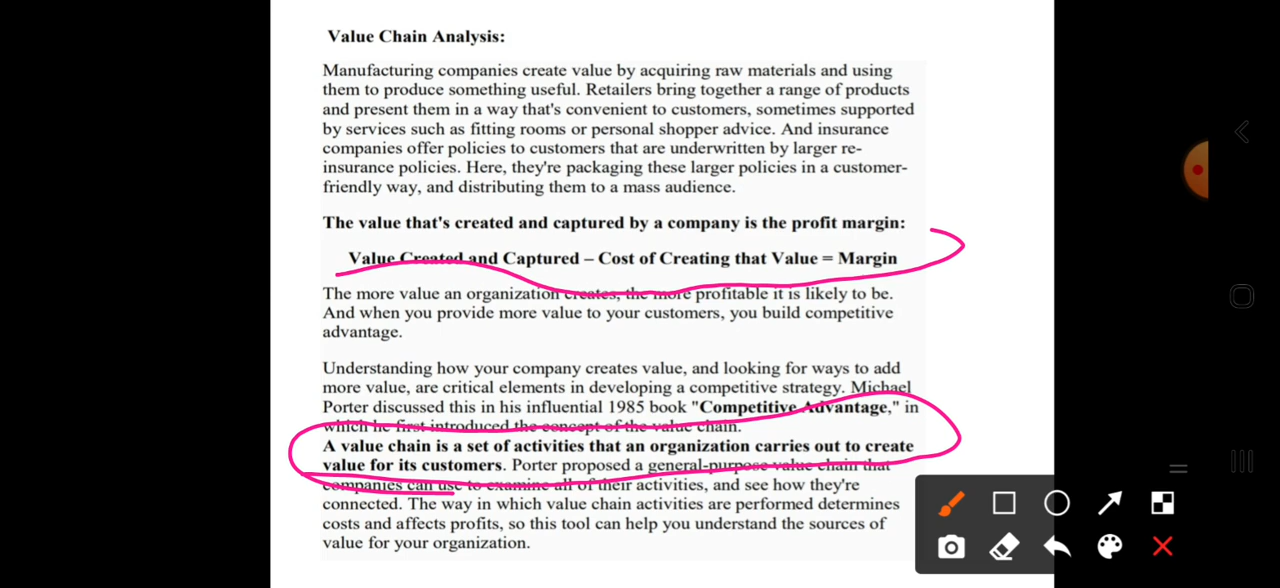 Value Chain Analysis:
Manufacturing companies create value by acquiring raw materials and using
them to produce something useful. Retailers bring together a range of products
and present them in a way that's convenient to customers, sometimes supported
by services such as fitting rooms or personal shopper advice. And insurance
companies offer policies to customers that are underwritten by larger re-
insurance policies. Here, they're packaging these larger policies in a customer-
friendly way, and distributing them to a mass audience.
The value that's created and captured by a company is the profit margin:
Value Created and Captured – Cost of Creating that Value = Margin
The more value an organization creates, the more profitable it is likely to be.
And when you provide more value to your customers, you build competitive
advantage.
Understanding how your company creates value, and looking for ways to add
more value, are critical elements in developing a competitive strategy. Michael
Porter discussed this in his influential 1985 book "Competitive Advantage," in
which he first introduced the concept of the value chain.
A value chain is a set of activities that an organization carries out to create
value for its customers. Porter proposed a general-purpose value chain that
companies can use to examine all of their activities, and see how they're
connected. The way in which value chain activities are performed determines
costs and affects profits, so this tool can help you understand the sources of
value for your organization.